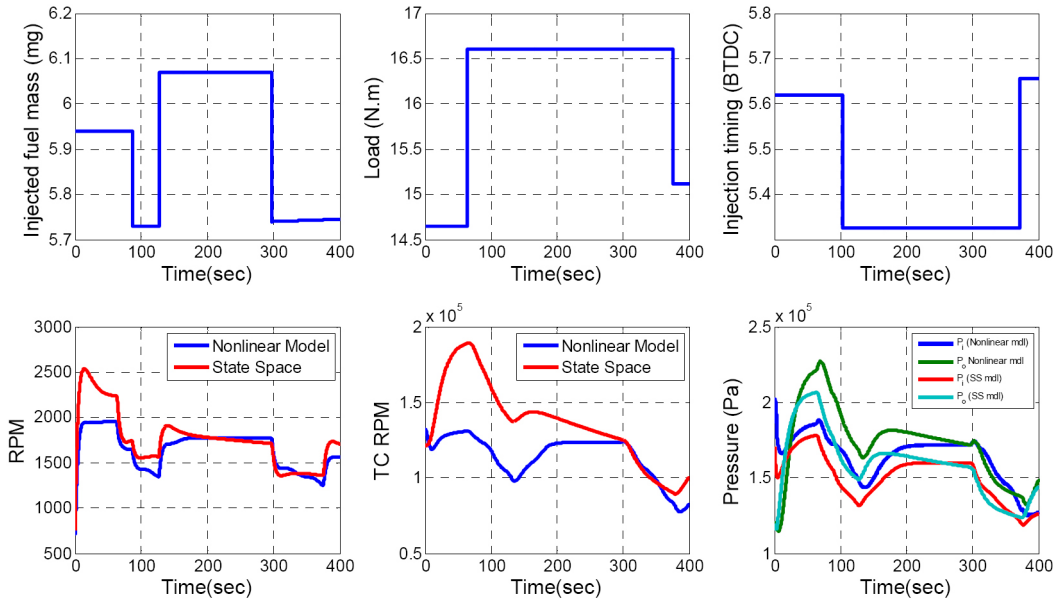 Injected fuel mass (mg)
6.2
6.1
6
5.9
5.8
5.7
0 100 200 300 400
Time(sec)
Load (N.m)
17
16.5
16
15.5
15
14.5
0 100 200 300 400
Time(sec)
Injection timing (BTDC)
5.8
5.7
5.6
5.5
5.4
0 100 200 300 400
Time(sec)
RPM
3000
2500
2000
1500
1000
500
0 100 200 300 400
Time(sec)
Nonlinear Model
State Space
x 10^5
TC RPM
2
1.5
1
0.5
0 100 200 300 400
Time(sec)
Nonlinear Model
State Space
x 10^5
Pressure (Pa)
2.5
2
1.5
1
0 100 200 300 400
Time(sec)
P_i (Nonlinear mdl)
P_o Nonlinear mdl
P_i (SS mdl)
P_o (SS mdl)